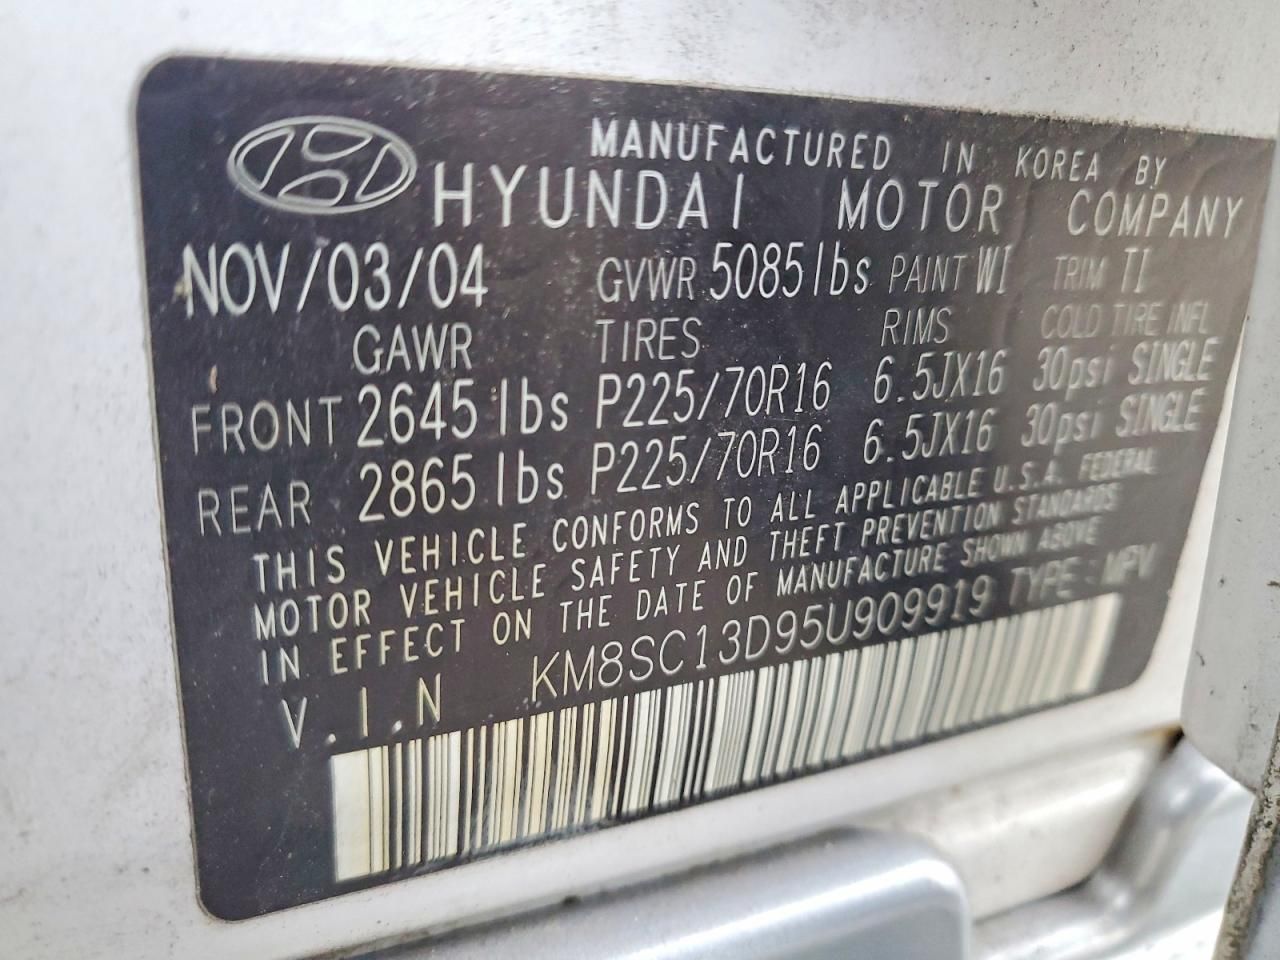 MANUFACTURED IN KOREA BY
HYUNDAI MOTOR COMPANY
NOV/03/04 GVWR 5085lbs PAINT WI TRIM TI
GAWR TIRES RIMS COLD TIRE INFL
FRONT 2645lbs P225/70R16 6.5JX16 30psi SINGLE
REAR 2865lbs P225/70R16 6.5JX16 30psi SINGLE
THIS VEHICLE CONFORMS TO ALL APPLICABLE U.S.A. FEDERAL
MOTOR VEHICLE SAFETY AND THEFT PREVENTION STANDARDS
IN EFFECT ON THE DATE OF MANUFACTURE SHOWN ABOVE
V.I.N KM8SC13D95U909919 TYPE: MPV